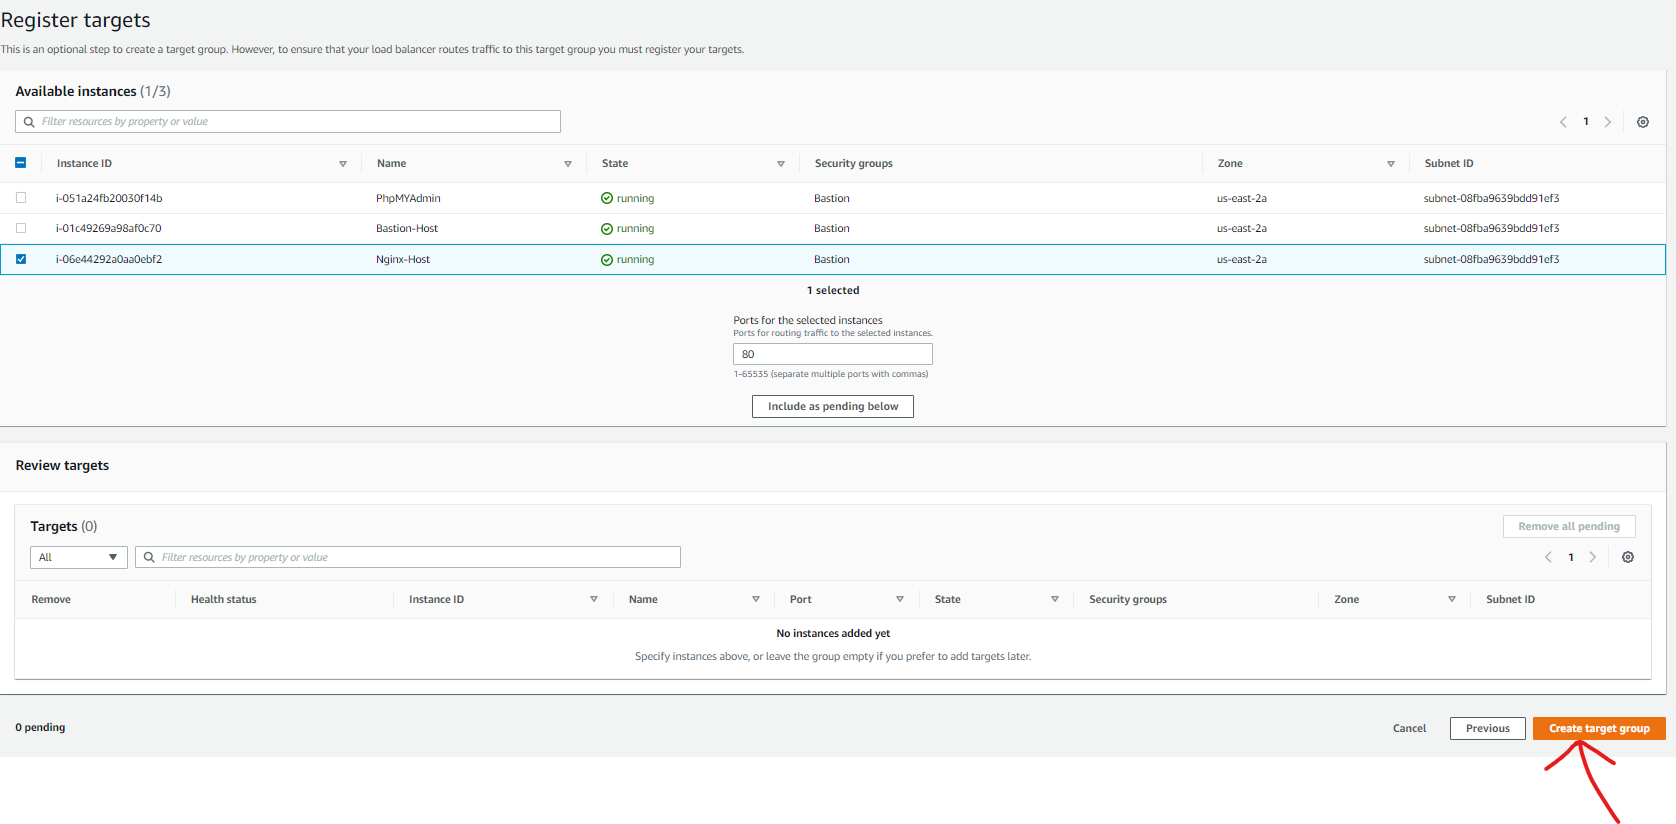 Register targets
This is an optional step to create a target group. However, to ensure that your load balancer routes traffic to this target group you must register your targets.
Available instances (1/3)
Filter resources by property or value
1
Instance ID Name State Security groups Zone Subnet ID
i-051a24fb20030f14b PhpMYAdmin running Bastion us-east-2a subnet-08fba9639bdd91ef3
i-01c49269a98af0c70 Bastion-Host running Bastion us-east-2a subnet-08fba9639bdd91ef3
i-06e44292a0aa0ebf2 Nginx-Host running Bastion us-east-2a subnet-08fba9639bdd91ef3
1 selected
Ports for the selected instances
Ports for routing traffic to the selected instances.
80
1-65535 (separate multiple ports with commas)
Include as pending below
Review targets
Targets (0) Remove all pending
All Filter resources by property or value 1
Remove Health status Instance ID Name Port State Security groups Zone Subnet ID
No instances added yet
Specify instances above, or leave the group empty if you prefer to add targets later.
0 pending Cancel Previous Create target group